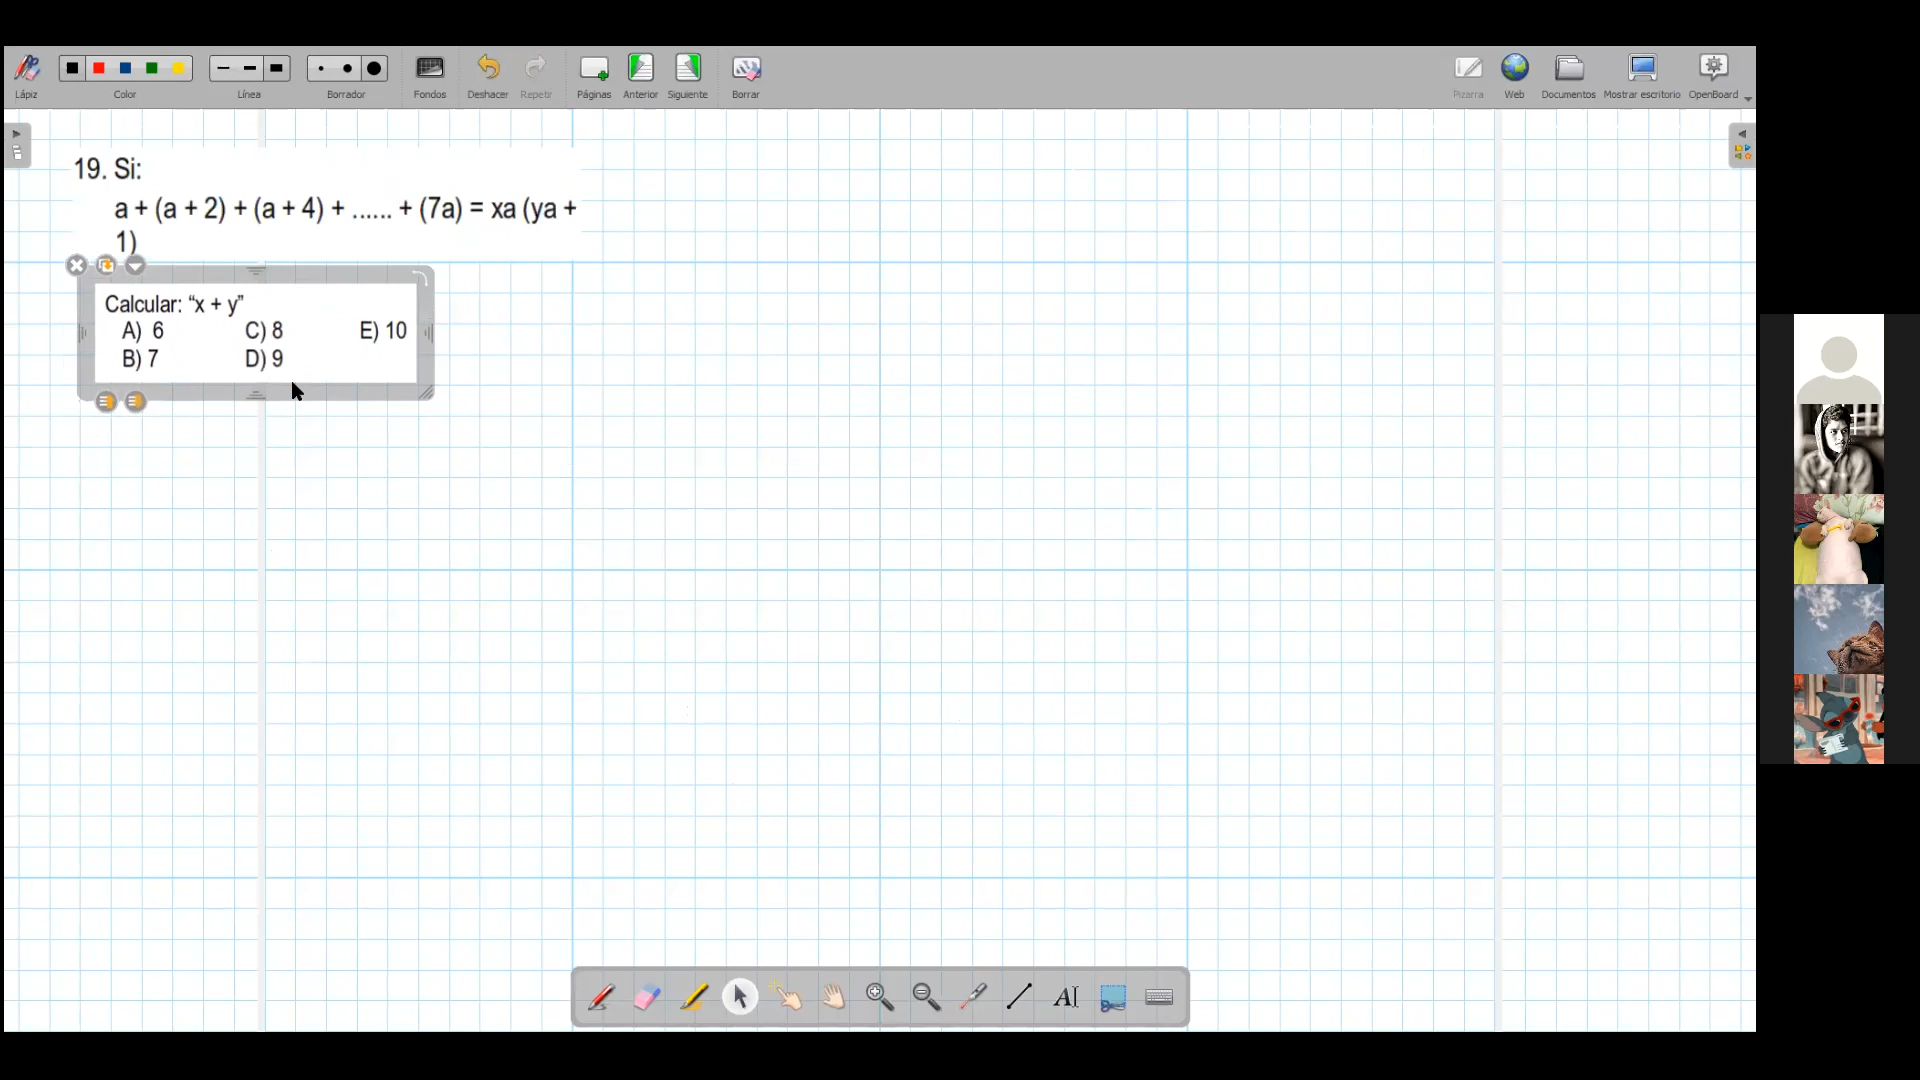 Lápiz Color Línea Borrador Fondos Deshacer Repetir Páginas Anterior Siguiente Borrar Pizarra Web Documentos Mostrar escritorio OpenBoard
19. Si:
a + (a + 2) + (a + 4) + ...... + (7a) = xa (ya +
1)
Calcular: “x + y”
A) 6 C) 8 E) 10
B) 7 D) 9